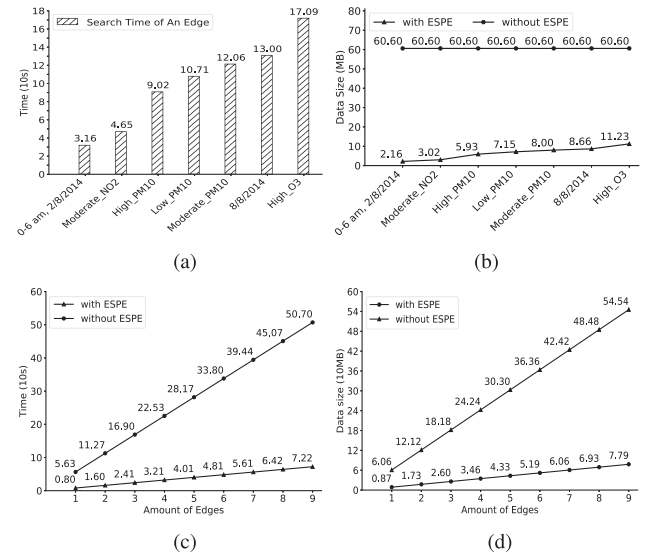 18
16
14
12
10
8
6
4
2
0
Time (10s)
Search Time of An Edge
3.16
4.65
9.02
10.71
12.06
13.00
17.09
0-6 am, 2/8/2014
Moderate_NO2
High_PM10
Low_PM10
Moderate_PM10
8/8/2014
High_O3
(a)
80
70
60
50
40
30
20
10
0
Data Size (MB)
with ESPE
without ESPE
60.60 60.60 60.60 60.60 60.60 60.60 60.60
2.16 3.02 5.93 7.15 8.00 8.66 11.23
0-6 am, 2/8/2014
Moderate_NO2
High_PM10
Low_PM10
Moderate_PM10
8/8/2014
High_O3
(b)
60
50
40
30
20
10
0
Time (10s)
with ESPE
without ESPE
5.63 11.27 16.90 22.53 28.17 33.80 39.44 45.07 50.70
0.80 1.60 2.41 3.21 4.01 4.81 5.61 6.42 7.22
1 2 3 4 5 6 7 8 9
Amount of Edges
(c)
60
54
48
42
36
30
24
18
12
6
0
Data size (10MB)
with ESPE
without ESPE
6.06 12.12 18.18 24.24 30.30 36.36 42.42 48.48 54.54
0.87 1.73 2.60 3.46 4.33 5.19 6.06 6.93 7.79
1 2 3 4 5 6 7 8 9
Amount of Edges
(d)